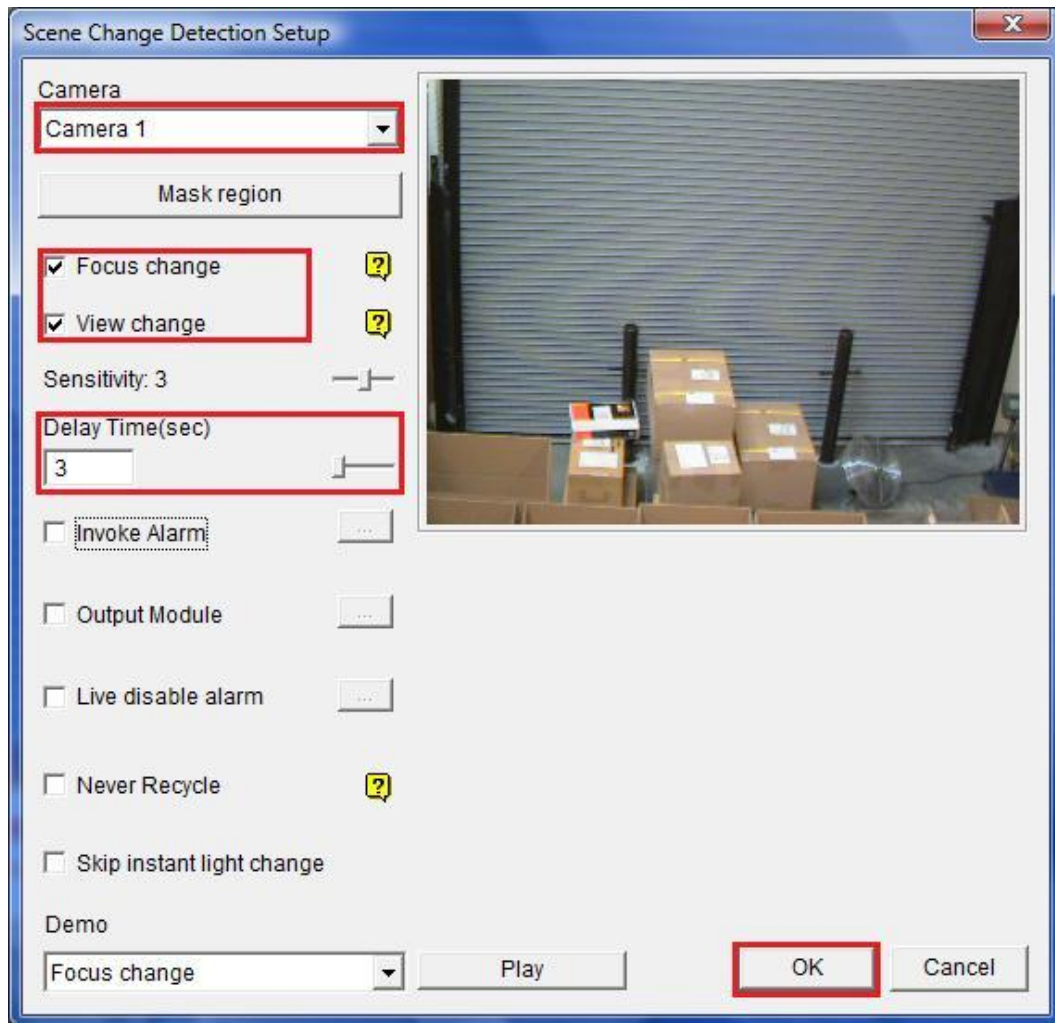 Scene Change Detection Setup
X
Camera
Camera 1
Mask region
Focus change
?
View change
?
Sensitivity: 3
Delay Time(sec)
3
Invoke Alarm
...
Output Module
...
Live disable alarm
...
Never Recycle
?
Skip instant light change
Demo
Focus change
Play
OK
Cancel